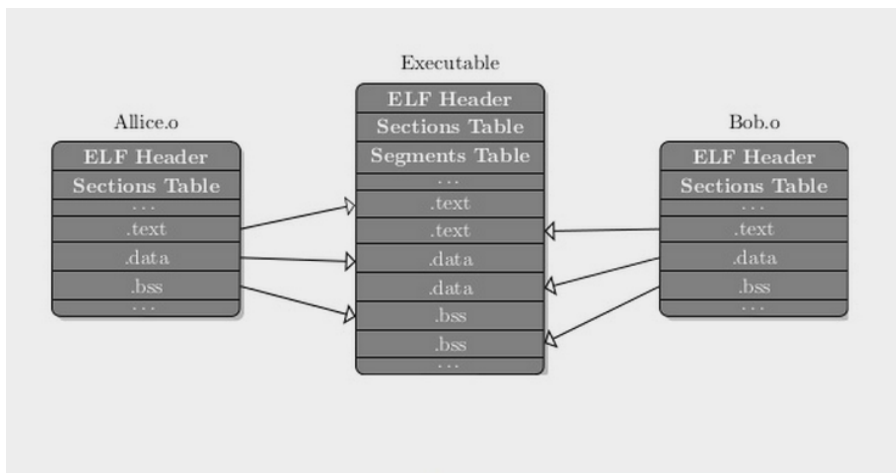 Allice.o
ELF Header
Sections Table
...
.text
.data
.bss
...
Executable
ELF Header
Sections Table
Segments Table
...
.text
.text
.data
.data
.bss
.bss
...
Bob.o
ELF Header
Sections Table
...
.text
.data
.bss
...